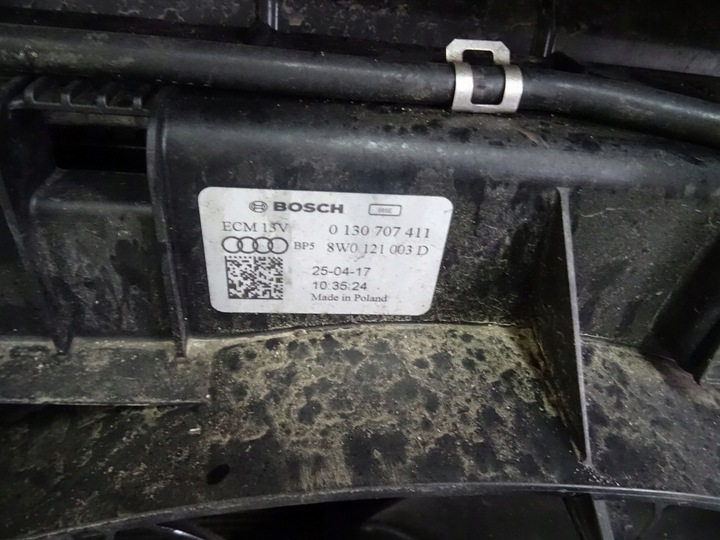 BOSCH
ECM 13V 0 130 707 411
BP5 8W0 121 003 D
25-04-17
10:35:24
Made in Poland